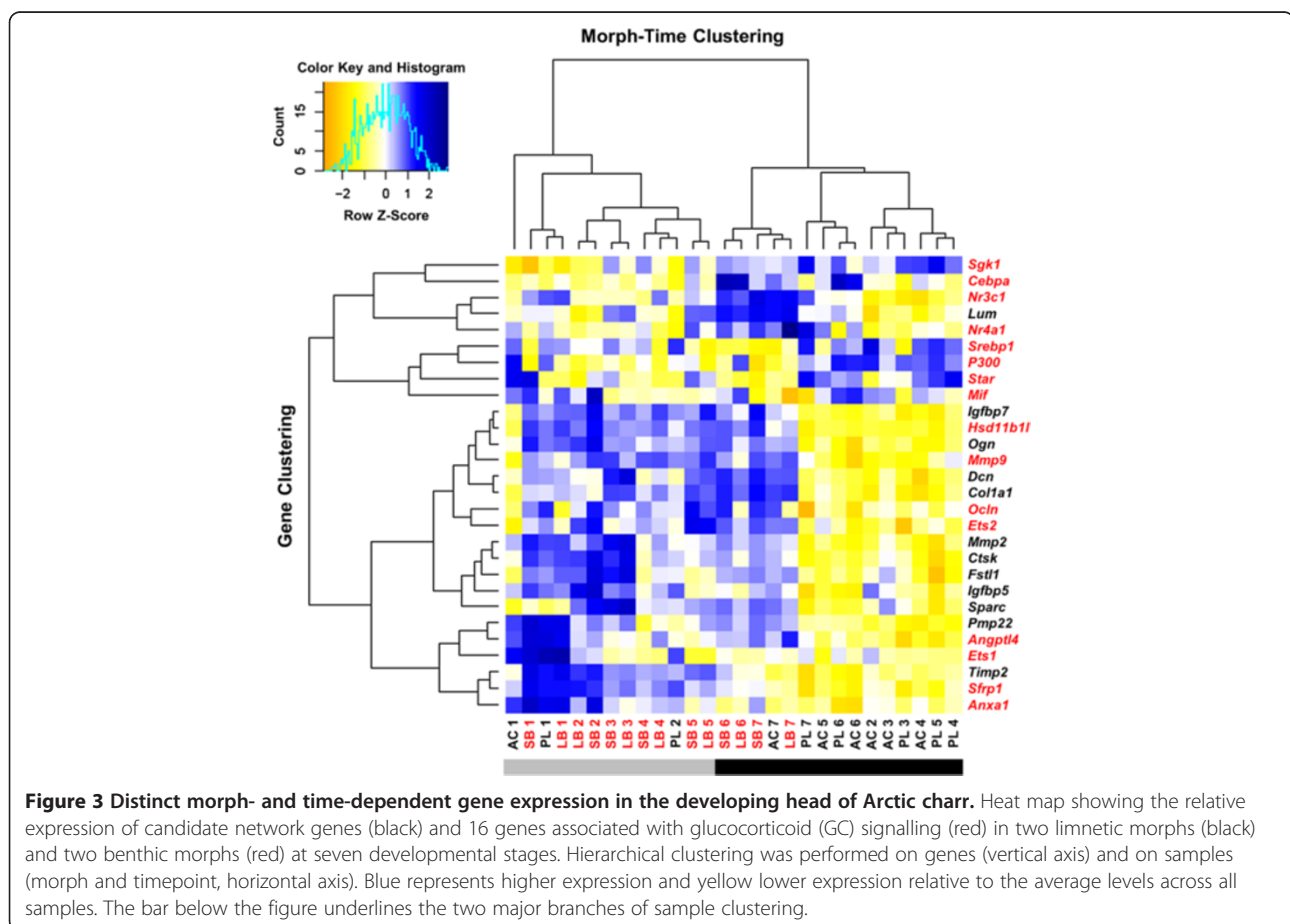 Morph-Time Clustering
Color Key and Histogram
Count
0 5 15
−2 0 1 2
Row Z-Score
Gene Clustering
Sgk1
Cebpa
Nr3c1
Lum
Nr4a1
Srebp1
P300
Star
Mif
Igfbp7
Hsd11b1l
Ogn
Mmp9
Dcn
Col1a1
Ocln
Ets2
Mmp2
Ctsk
Fstl1
Igfbp5
Sparc
Pmp22
Angptl4
Ets1
Timp2
Sfrp1
Anxa1
AC 1
SB 1
PL 1
LB 1
LB 2
SB 2
SB 3
LB 3
SB 4
LB 4
PL 2
SB 5
LB 5
SB 6
LB 6
SB 7
AC 7
LB 7
PL 7
AC 5
PL 6
AC 6
AC 2
AC 3
PL 3
AC 4
PL 5
PL 4
Figure 3 Distinct morph- and time-dependent gene expression in the developing head of Arctic charr. Heat map showing the relative
expression of candidate network genes (black) and 16 genes associated with glucocorticoid (GC) signalling (red) in two limnetic morphs (black)
and two benthic morphs (red) at seven developmental stages. Hierarchical clustering was performed on genes (vertical axis) and on samples
(morph and timepoint, horizontal axis). Blue represents higher expression and yellow lower expression relative to the average levels across all
samples. The bar below the figure underlines the two major branches of sample clustering.